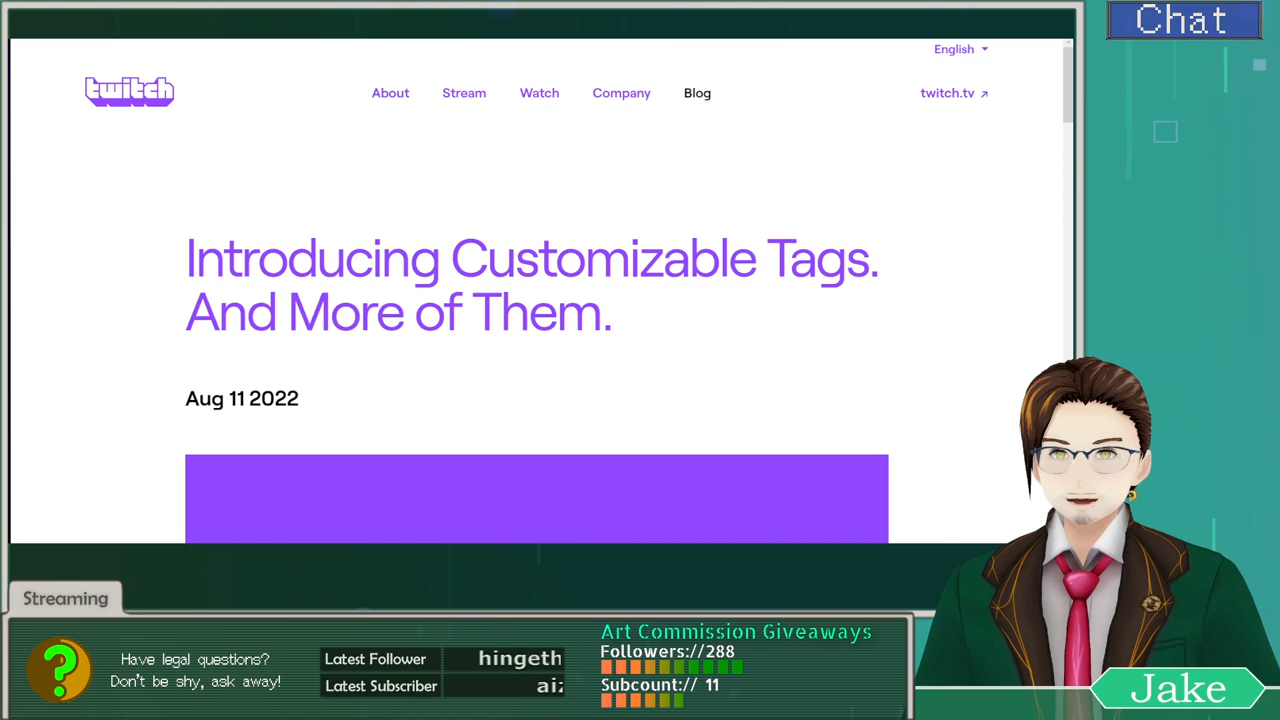 Chat
English
twitch
About Stream Watch Company Blog
twitch.tv ↗
Introducing Customizable Tags.
And More of Them.
Aug 11 2022
Streaming
?
Have legal questions?
Don't be shy, ask away!
Latest Follower hingeth
Latest Subscriber
Art Commission Giveaways
Followers://288
Subcount:// 11
Jake